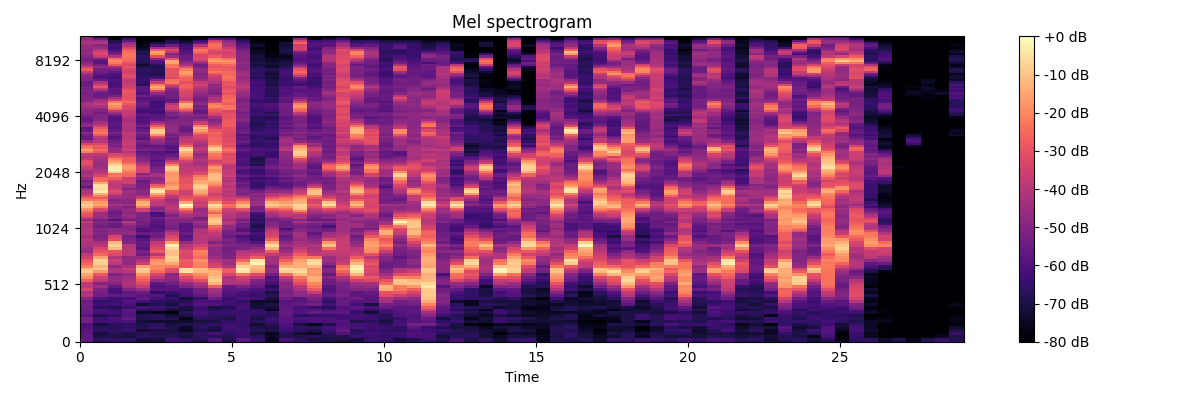 Mel spectrogram
8192
4096
2048
1024
512
0
Hz
0 5 10 15 20 25
Time
+0 dB
-10 dB
-20 dB
-30 dB
-40 dB
-50 dB
-60 dB
-70 dB
-80 dB